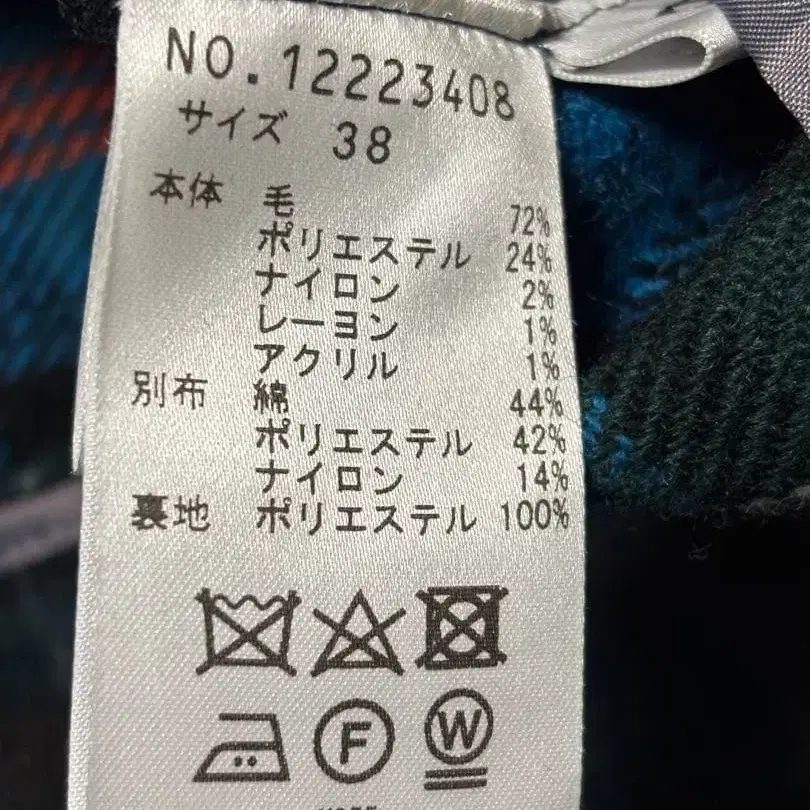 NO.12223408
サイズ 38
本体 毛 72%
ポリエステル 24%
ナイロン 2%
レーヨン 1%
アクリル 1%
別布 綿 44%
ポリエステル 42%
ナイロン 14%
裏地 ポリエステル 100%
F W